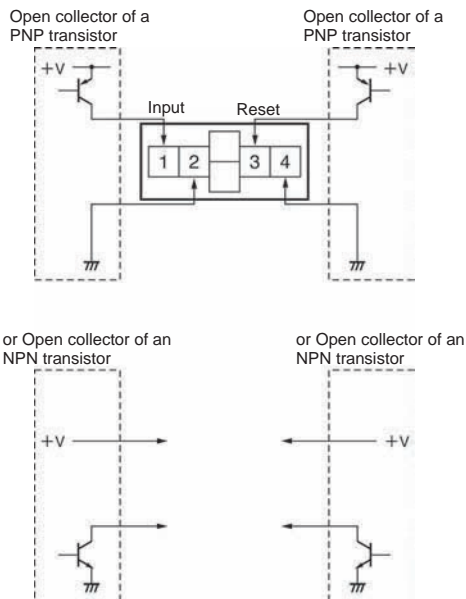 Open collector of a
PNP transistor
Open collector of a
PNP transistor
+V
+V
Input
Reset
1 2 3 4
or Open collector of an
NPN transistor
or Open collector of an
NPN transistor
+V
+V